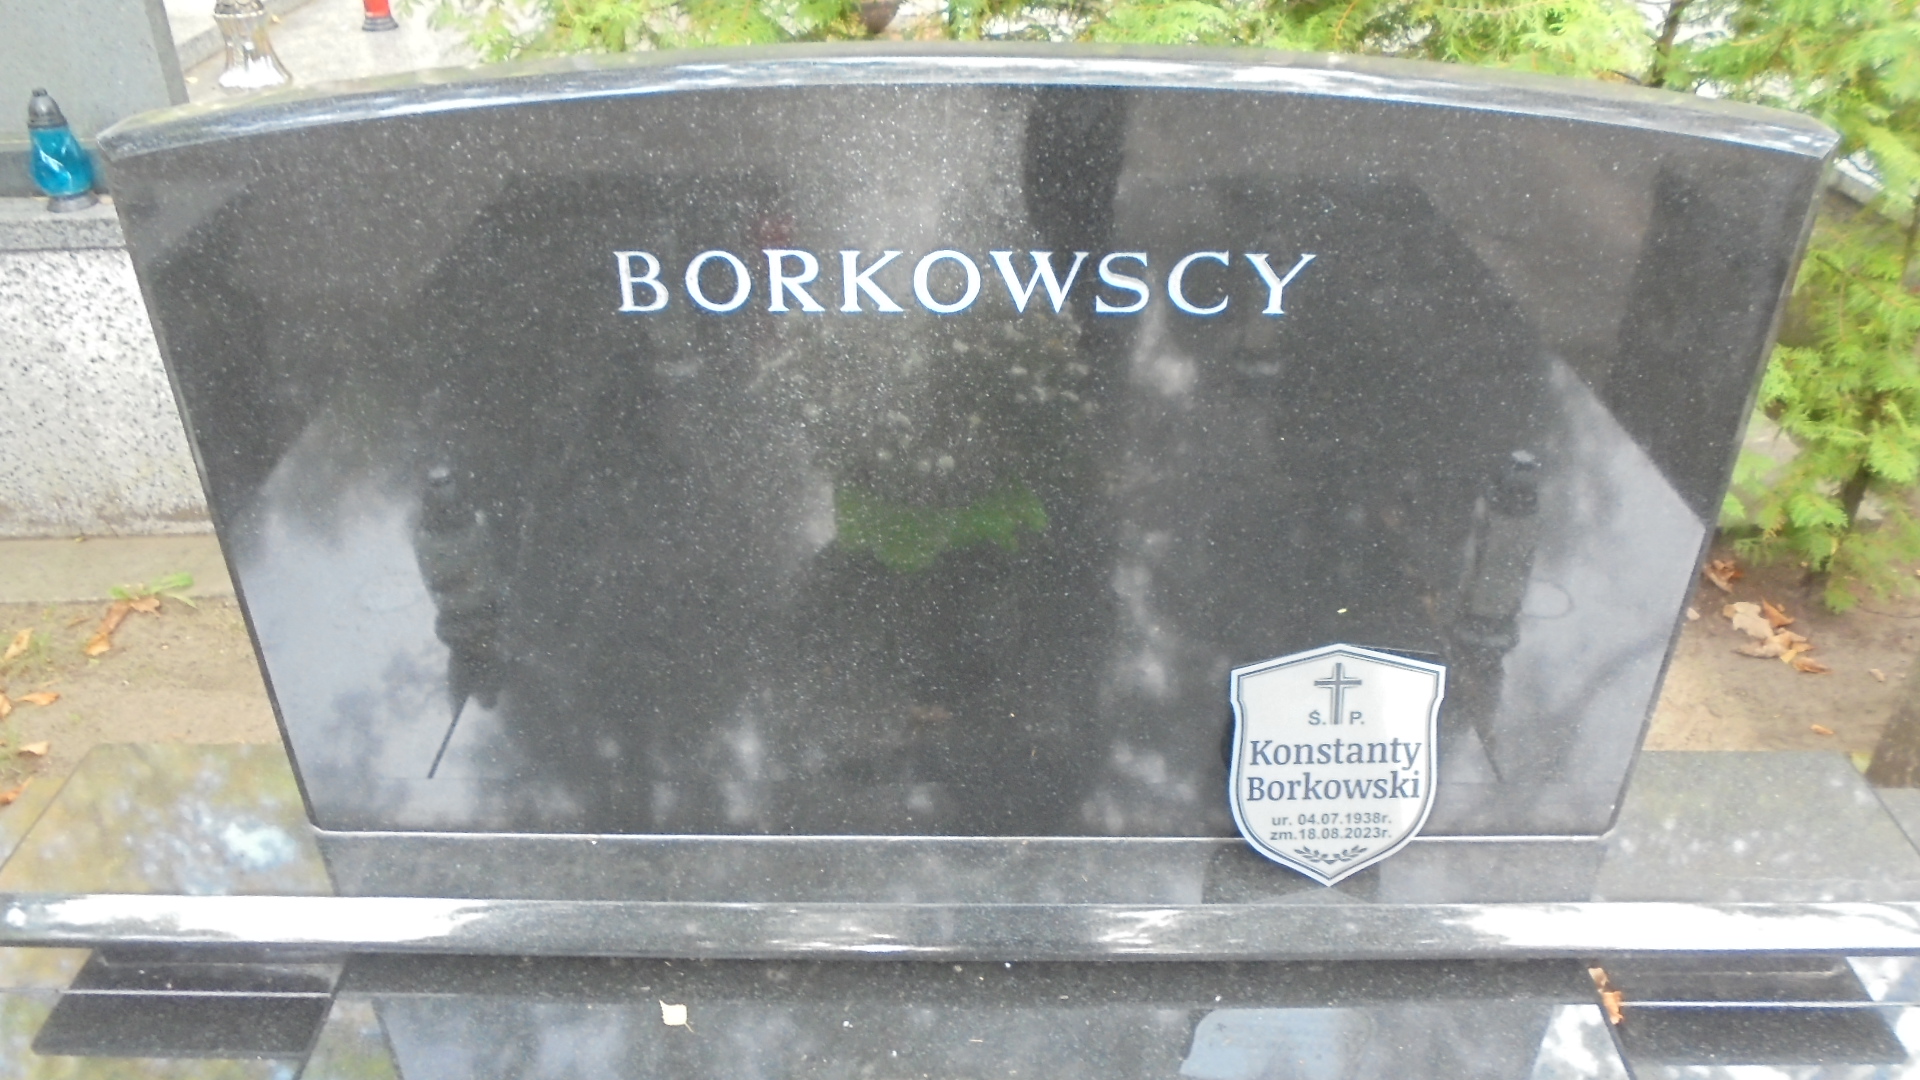 BORKOWSCY
Ś. P.
Konstanty
Borkowski
ur. 04.07.1938r.
zm.18.08.2023r.